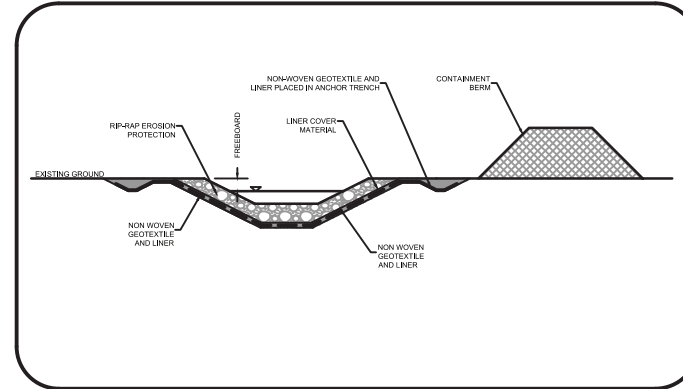 NON-WOVEN GEOTEXTILE AND
LINER PLACED IN ANCHOR TRENCH
CONTAINMENT
BERM
RIP-RAP EROSION
PROTECTION
FREEBOARD
LINER COVER
MATERIAL
EXISTING GROUND
NON WOVEN
GEOTEXTILE
AND LINER
NON WOVEN
GEOTEXTILE
AND LINER